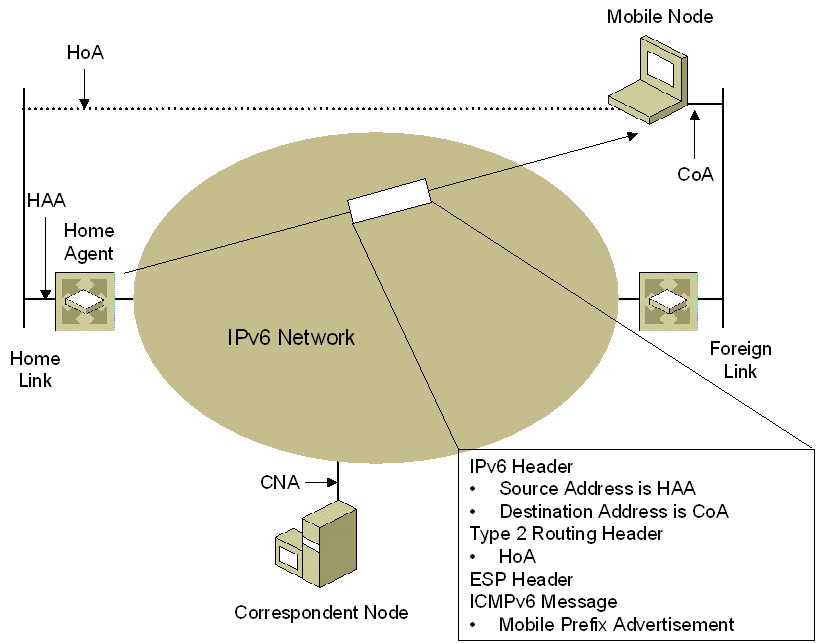 Mobile Node
HoA
CoA
HAA
Home
Agent
IPv6 Network
Home
Link
Foreign
Link
CNA
Correspondent Node
IPv6 Header
• Source Address is HAA
• Destination Address is CoA
Type 2 Routing Header
• HoA
ESP Header
ICMPv6 Message
• Mobile Prefix Advertisement